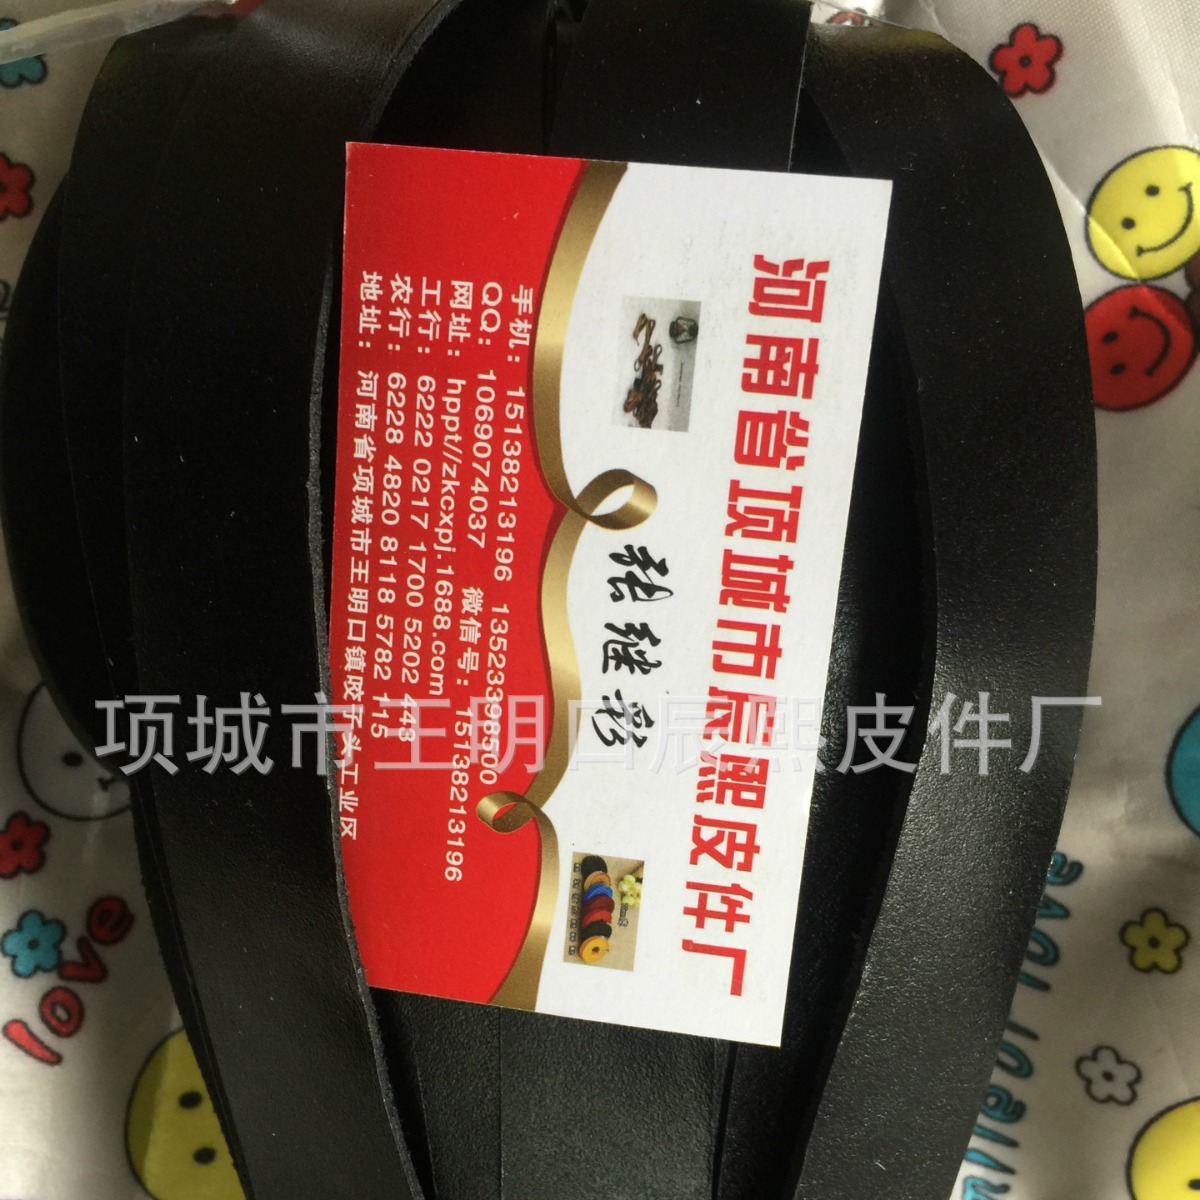 河南省项城市辰熙皮件厂
张继彩
手机：15138213196 13523398500
QQ：1069074037 微信号：15138213196
网址：hppt//zkcxpj.1688.com
工行：6222 0217 1700 5202 443
农行：6228 4820 8118 5782 115
地址：河南省项城市王明口镇咬子头工业区
项城市王明口辰熙皮件厂
love